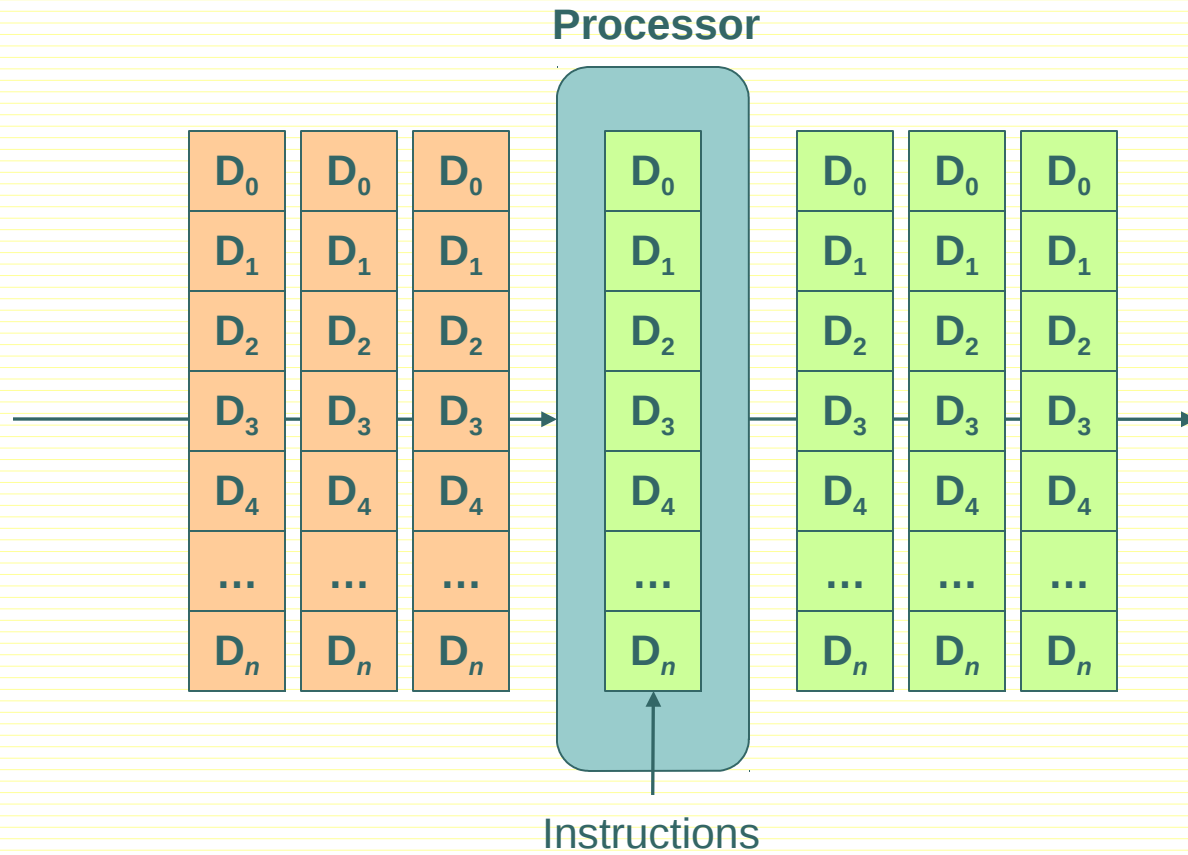 Processor
D0 D0 D0 D0 D0 D0 D0
D1 D1 D1 D1 D1 D1 D1
D2 D2 D2 D2 D2 D2 D2
D3 D3 D3 D3 D3 D3 D3
D4 D4 D4 D4 D4 D4 D4
... ... ... ... ... ... ...
Dn Dn Dn Dn Dn Dn Dn
Instructions